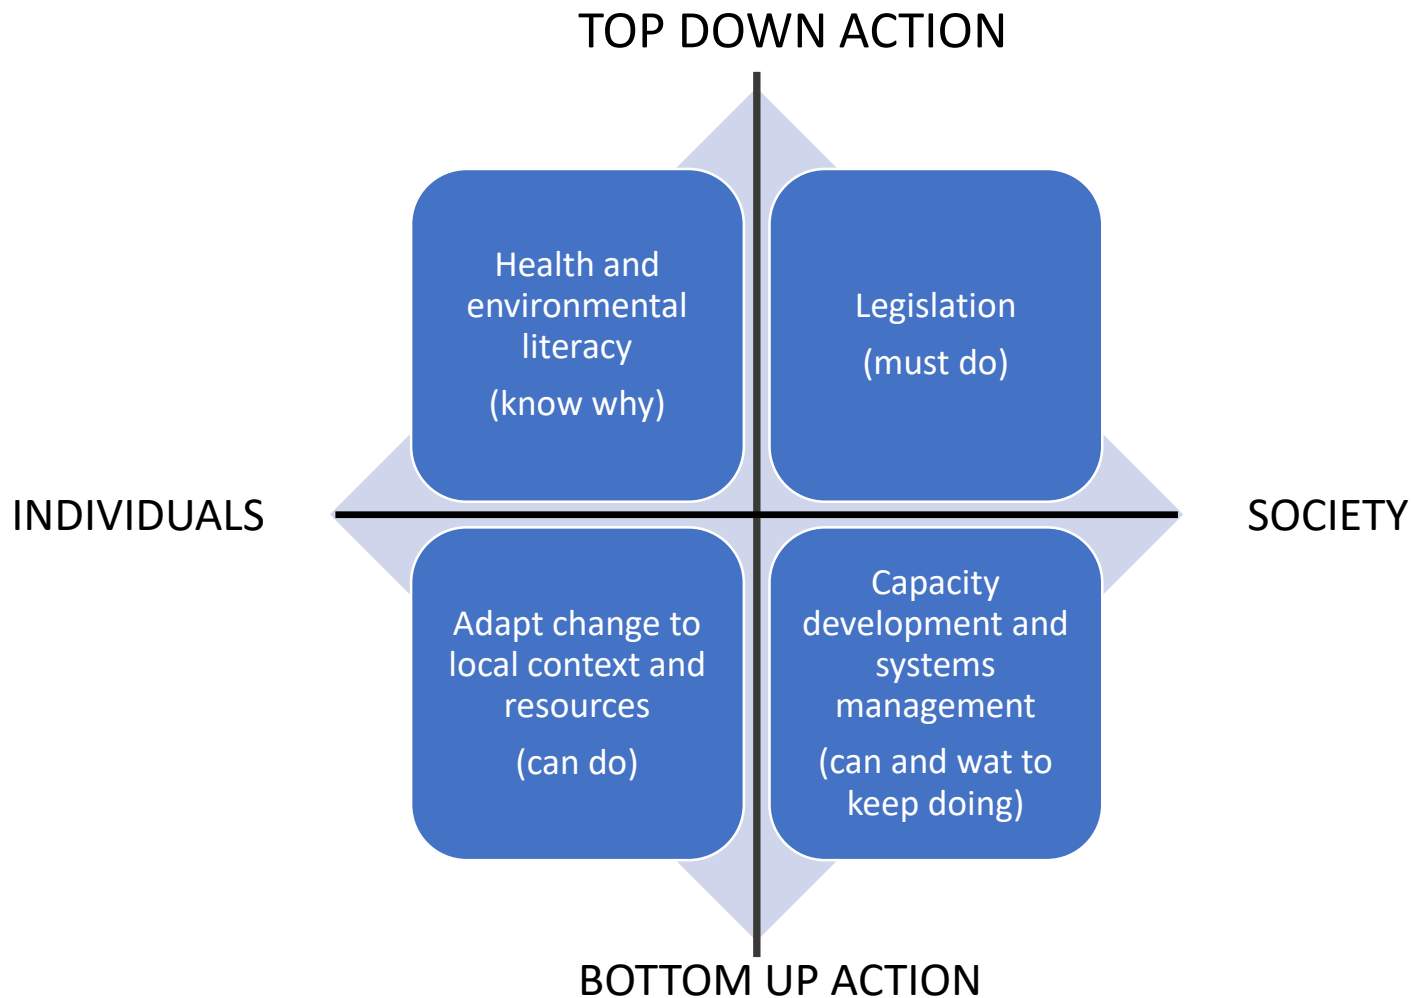 TOP DOWN ACTION
Health and
environmental
literacy
(know why)
Legislation
(must do)
INDIVIDUALS
SOCIETY
Adapt change to
local context and
resources
(can do)
Capacity
development and
systems
management
(can and wat to
keep doing)
BOTTOM UP ACTION